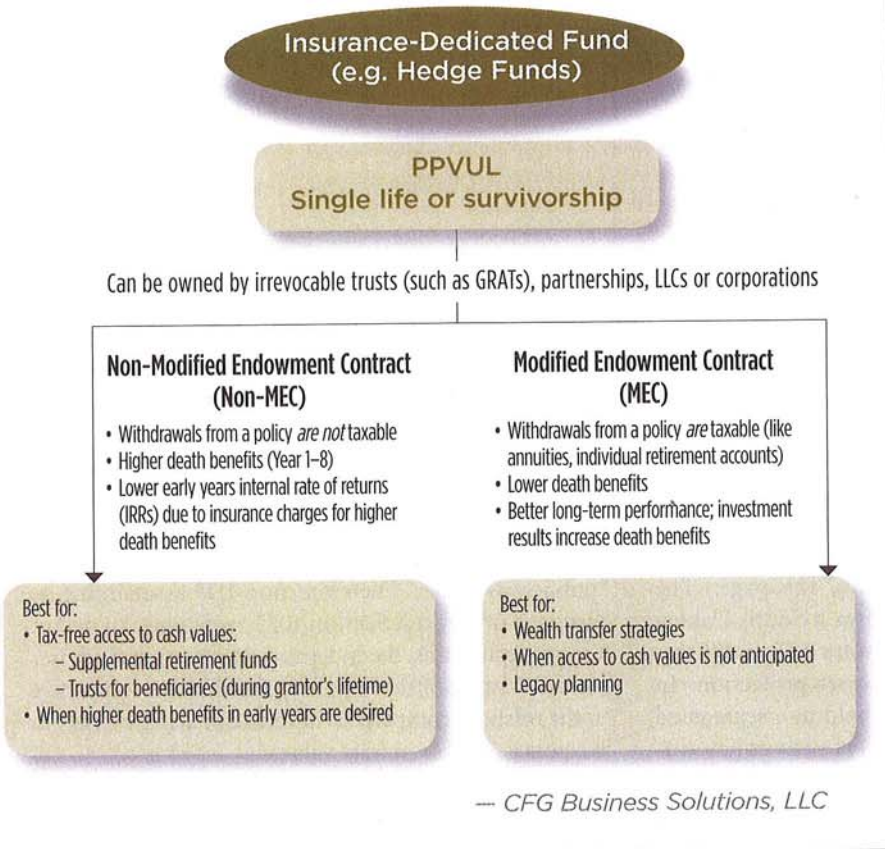 Insurance-Dedicated Fund
(e.g. Hedge Funds)
PPVUL
Single life or survivorship
Can be owned by irrevocable trusts (such as GRATs), partnerships, LLCs or corporations
Non-Modified Endowment Contract
(Non-MEC)
• Withdrawals from a policy are not taxable
• Higher death benefits (Year 1–8)
• Lower early years internal rate of returns
(IRRs) due to insurance charges for higher
death benefits
Best for:
• Tax-free access to cash values:
– Supplemental retirement funds
– Trusts for beneficiaries (during grantor's lifetime)
• When higher death benefits in early years are desired
Modified Endowment Contract
(MEC)
• Withdrawals from a policy are taxable (like
annuities, individual retirement accounts)
• Lower death benefits
• Better long-term performance; investment
results increase death benefits
Best for:
• Wealth transfer strategies
• When access to cash values is not anticipated
• Legacy planning
— CFG Business Solutions, LLC